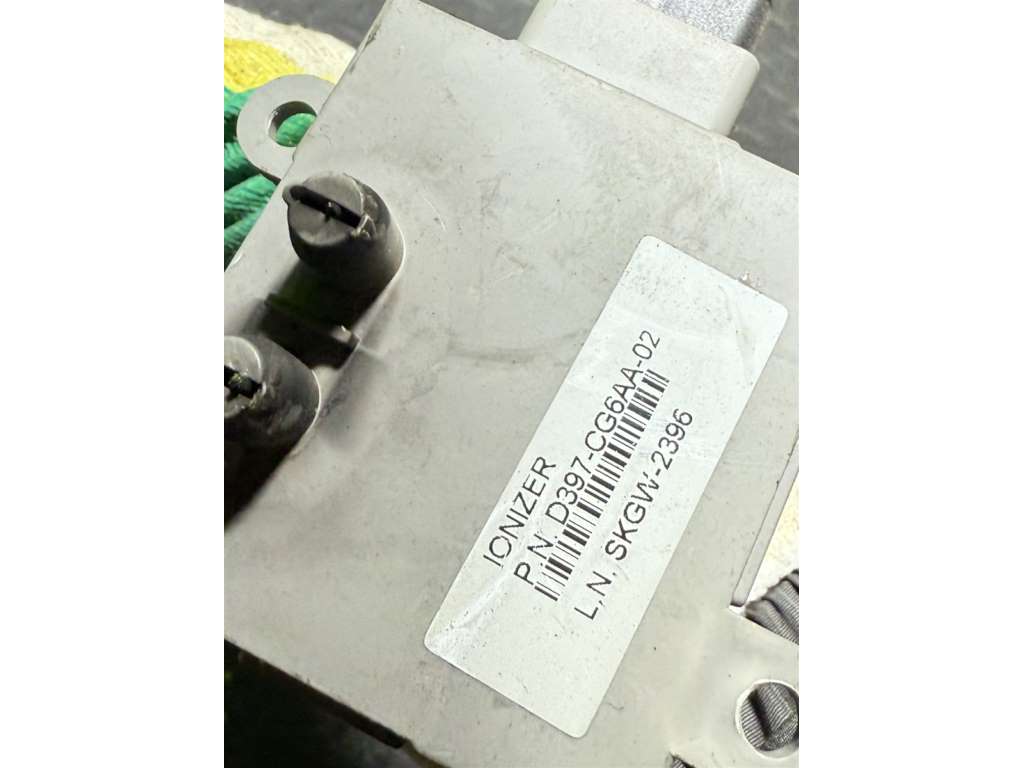 IONIZER
P.N. D397-CG6AA-02
L,N. SKGW-2396